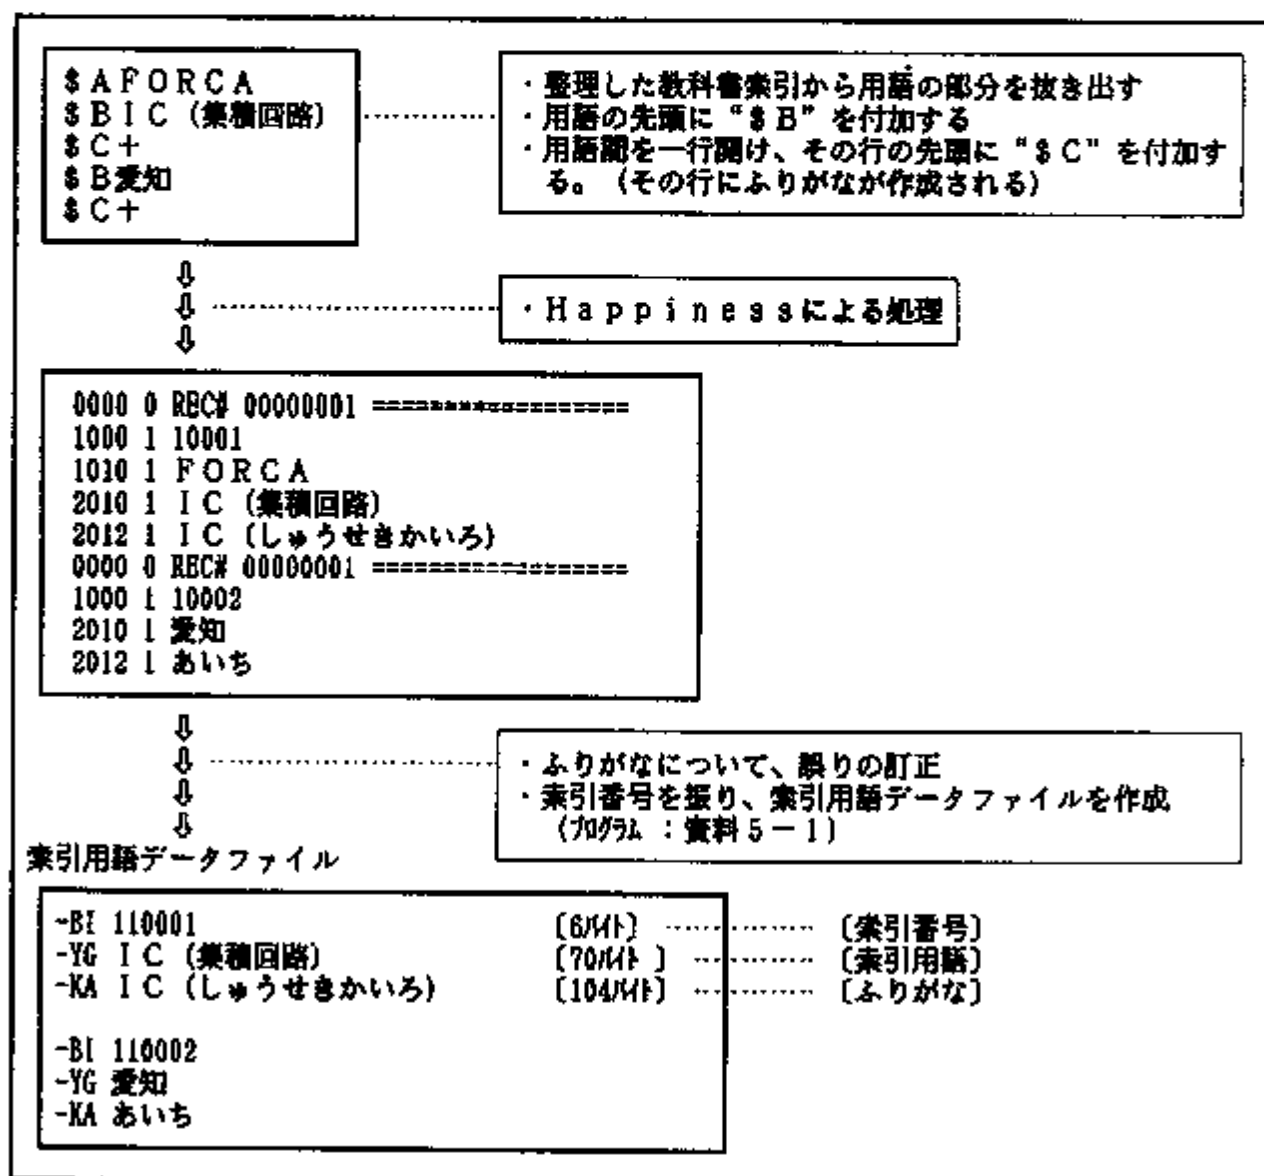 ＄ＡＦＯＲＣＡ
＄ＢＩＣ（集積回路）
＄Ｃ＋
＄Ｂ愛知
＄Ｃ＋
・整理した教科書索引から用語の部分を抜き出す
・用語の先頭に“＄Ｂ”を付加する
・用語間を一行開け、その行の先頭に“＄Ｃ”を付加す
る。（その行にふりがなが作成される）
⇩
⇩
⇩
・Ｈａｐｐｉｎｅｓｓによる処理
0000 0 REC# 00000001 ==================
1000 1 10001
1010 1 ＦＯＲＣＡ
2010 1 ＩＣ（集積回路）
2012 1 ＩＣ（しゅうせきかいろ）
0000 0 REC# 00000001 ==================
1000 1 10002
2010 1 愛知
2012 1 あいち
⇩
⇩
⇩
⇩
・ふりがなについて、誤りの訂正
・索引番号を振り、索引用語データファイルを作成
（ﾌﾟﾛｸﾞﾗﾑ ：資料５－１）
索引用語データファイル
-BI 110001 〔6ﾊﾞｲﾄ〕 〔索引番号〕
-YG ＩＣ（集積回路） 〔70ﾊﾞｲﾄ 〕 〔索引用語〕
-KA ＩＣ（しゅうせきかいろ） 〔104ﾊﾞｲﾄ〕 〔ふりがな〕
-BI 110002
-YG 愛知
-KA あいち